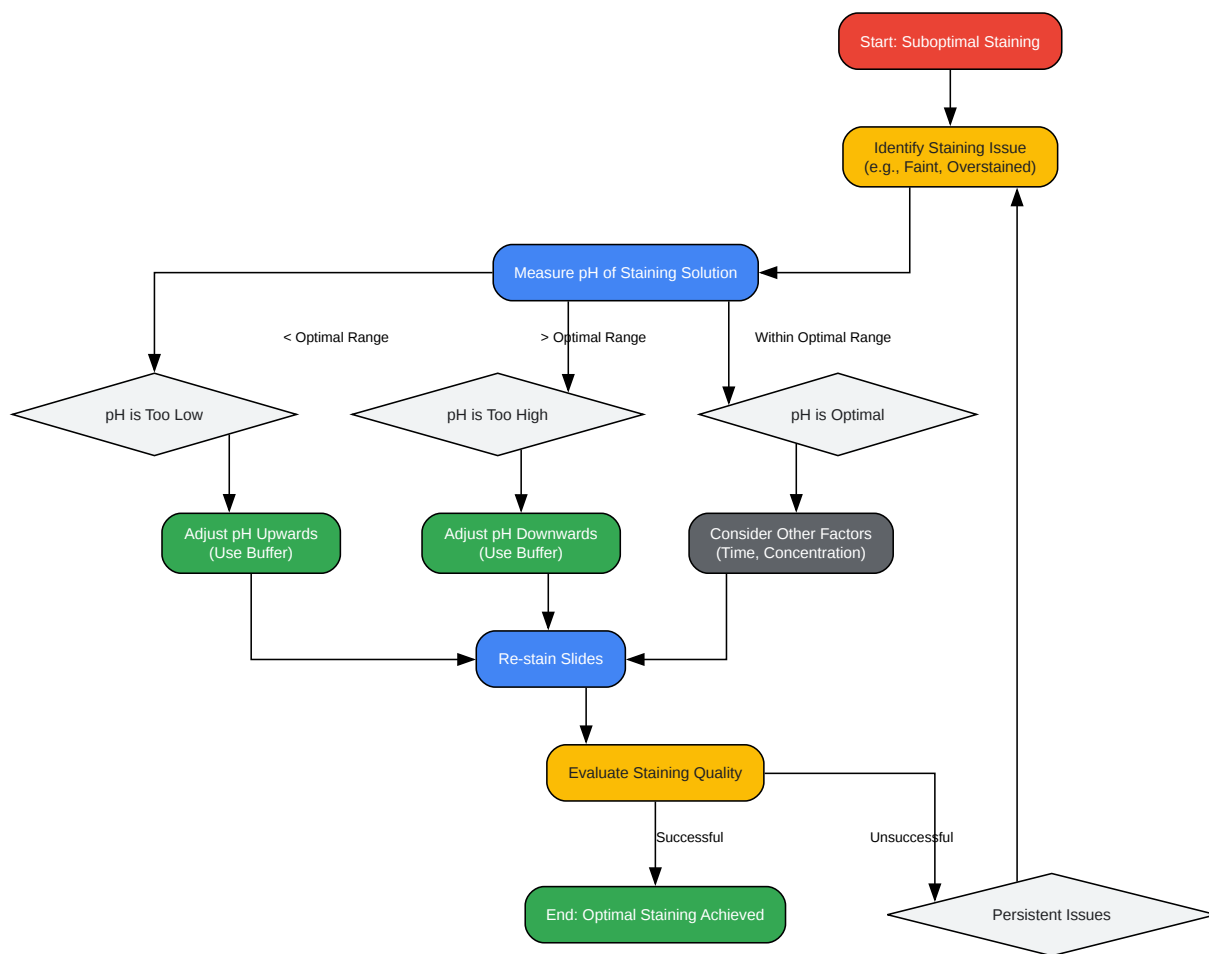 Start: Suboptimal Staining
Identify Staining Issue
(e.g., Faint, Overstained)
Measure pH of Staining Solution
< Optimal Range
> Optimal Range
Within Optimal Range
pH is Too Low
pH is Too High
pH is Optimal
Adjust pH Upwards
(Use Buffer)
Adjust pH Downwards
(Use Buffer)
Consider Other Factors
(Time, Concentration)
Re-stain Slides
Evaluate Staining Quality
Successful
Unsuccessful
End: Optimal Staining Achieved
Persistent Issues